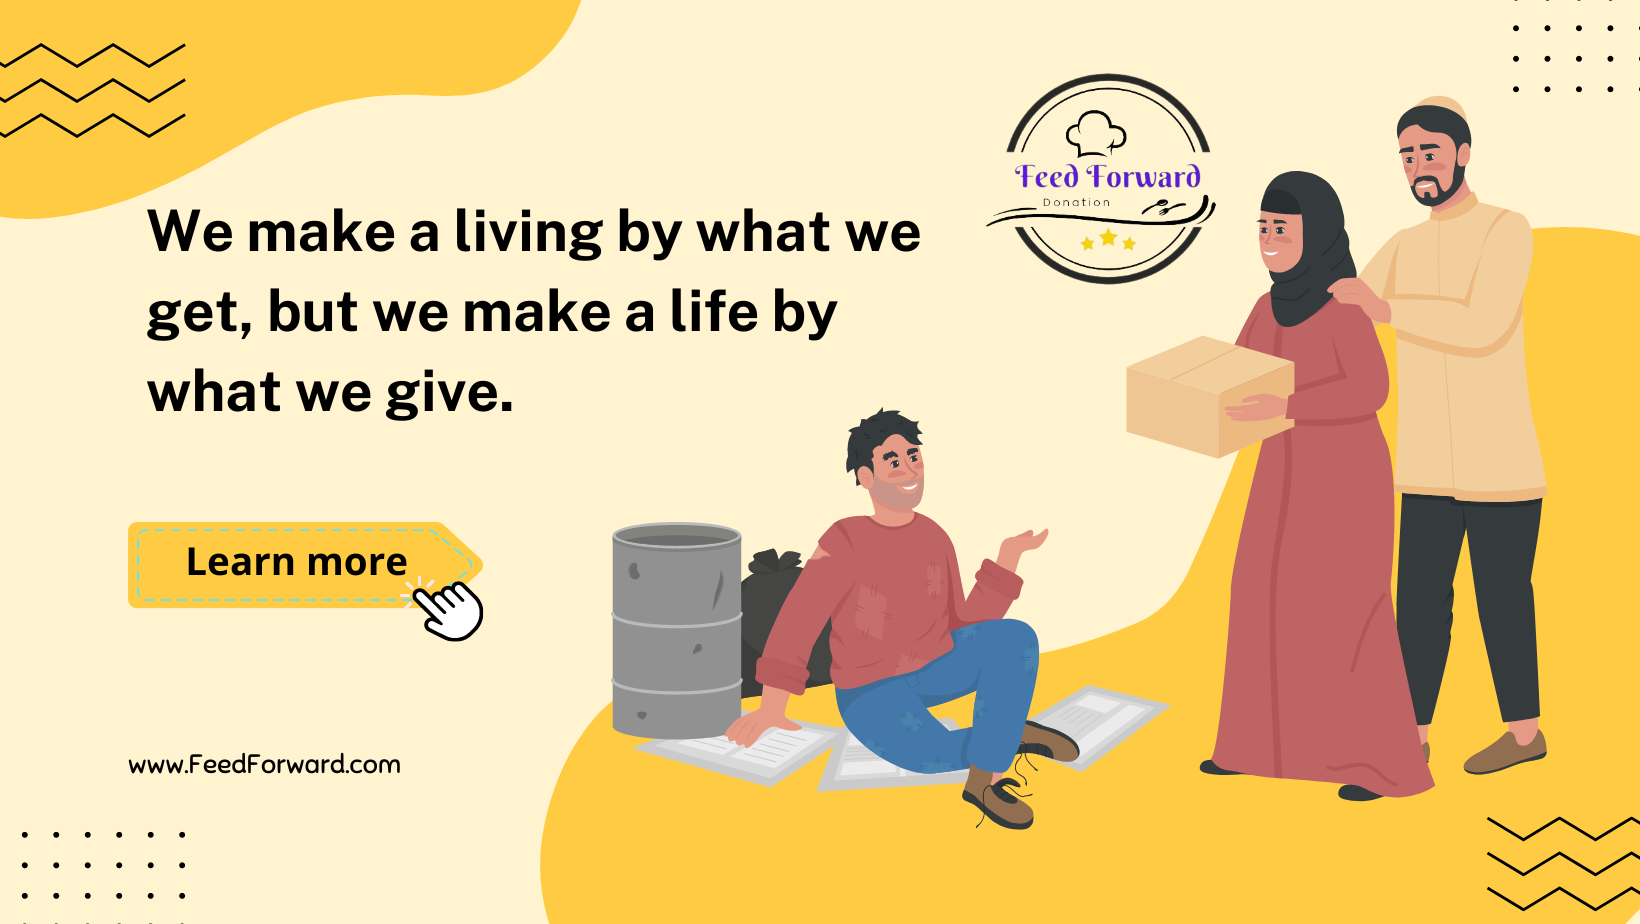 Feed Forward
Donation
We make a living by what we
get, but we make a life by
what we give.
Learn more
www.FeedForward.com